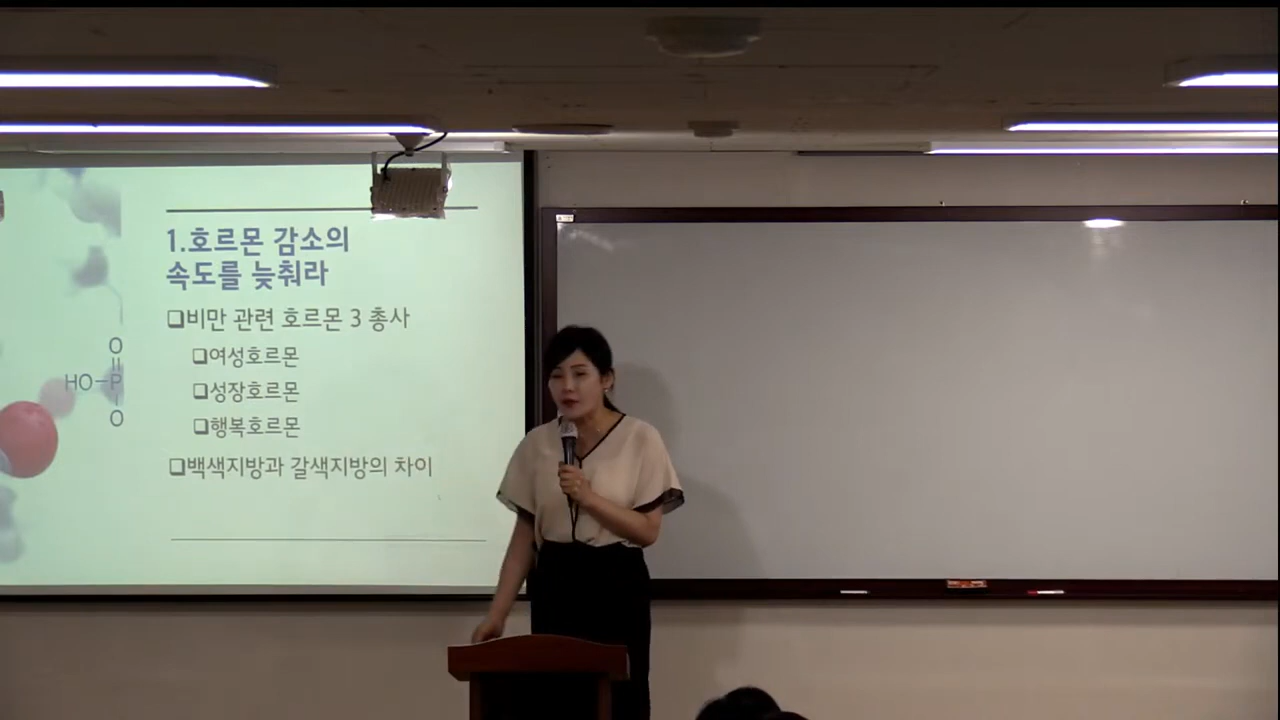 1.호르몬 감소의
속도를 늦춰라
❑비만 관련 호르몬 3 총사
❑여성호르몬
❑성장호르몬
❑행복호르몬
❑백색지방과 갈색지방의 차이
O
HO-P
O